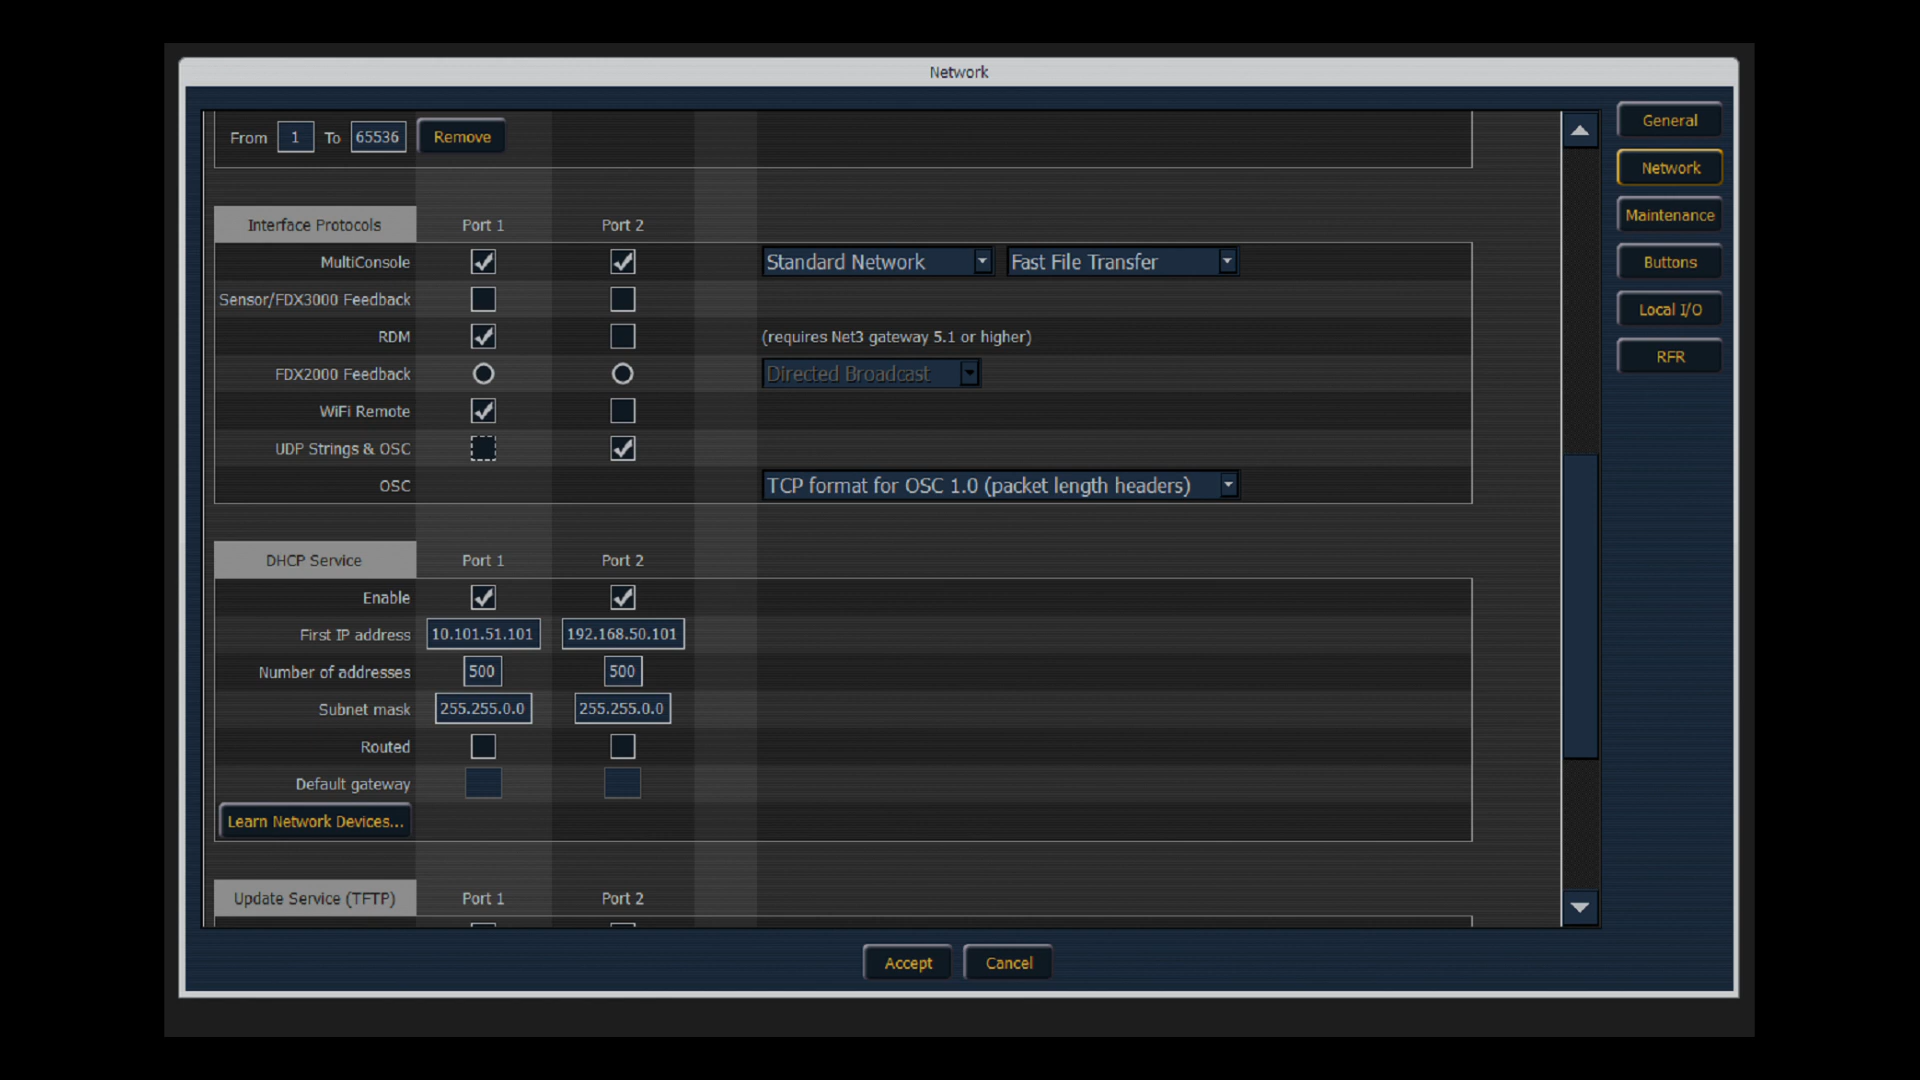 Network
From 1 To 65536 Remove
Interface Protocols Port 1 Port 2
MultiConsole Standard Network Fast File Transfer
Sensor/FDX3000 Feedback
RDM (requires Net3 gateway 5.1 or higher)
FDX2000 Feedback Directed Broadcast
WiFi Remote
UDP Strings & OSC
OSC TCP format for OSC 1.0 (packet length headers)
DHCP Service Port 1 Port 2
Enable
First IP address 10.101.51.101 192.168.50.101
Number of addresses 500 500
Subnet mask 255.255.0.0 255.255.0.0
Routed
Default gateway
Learn Network Devices...
Update Service (TFTP) Port 1 Port 2
Accept Cancel
General
Network
Maintenance
Buttons
Local I/O
RFR